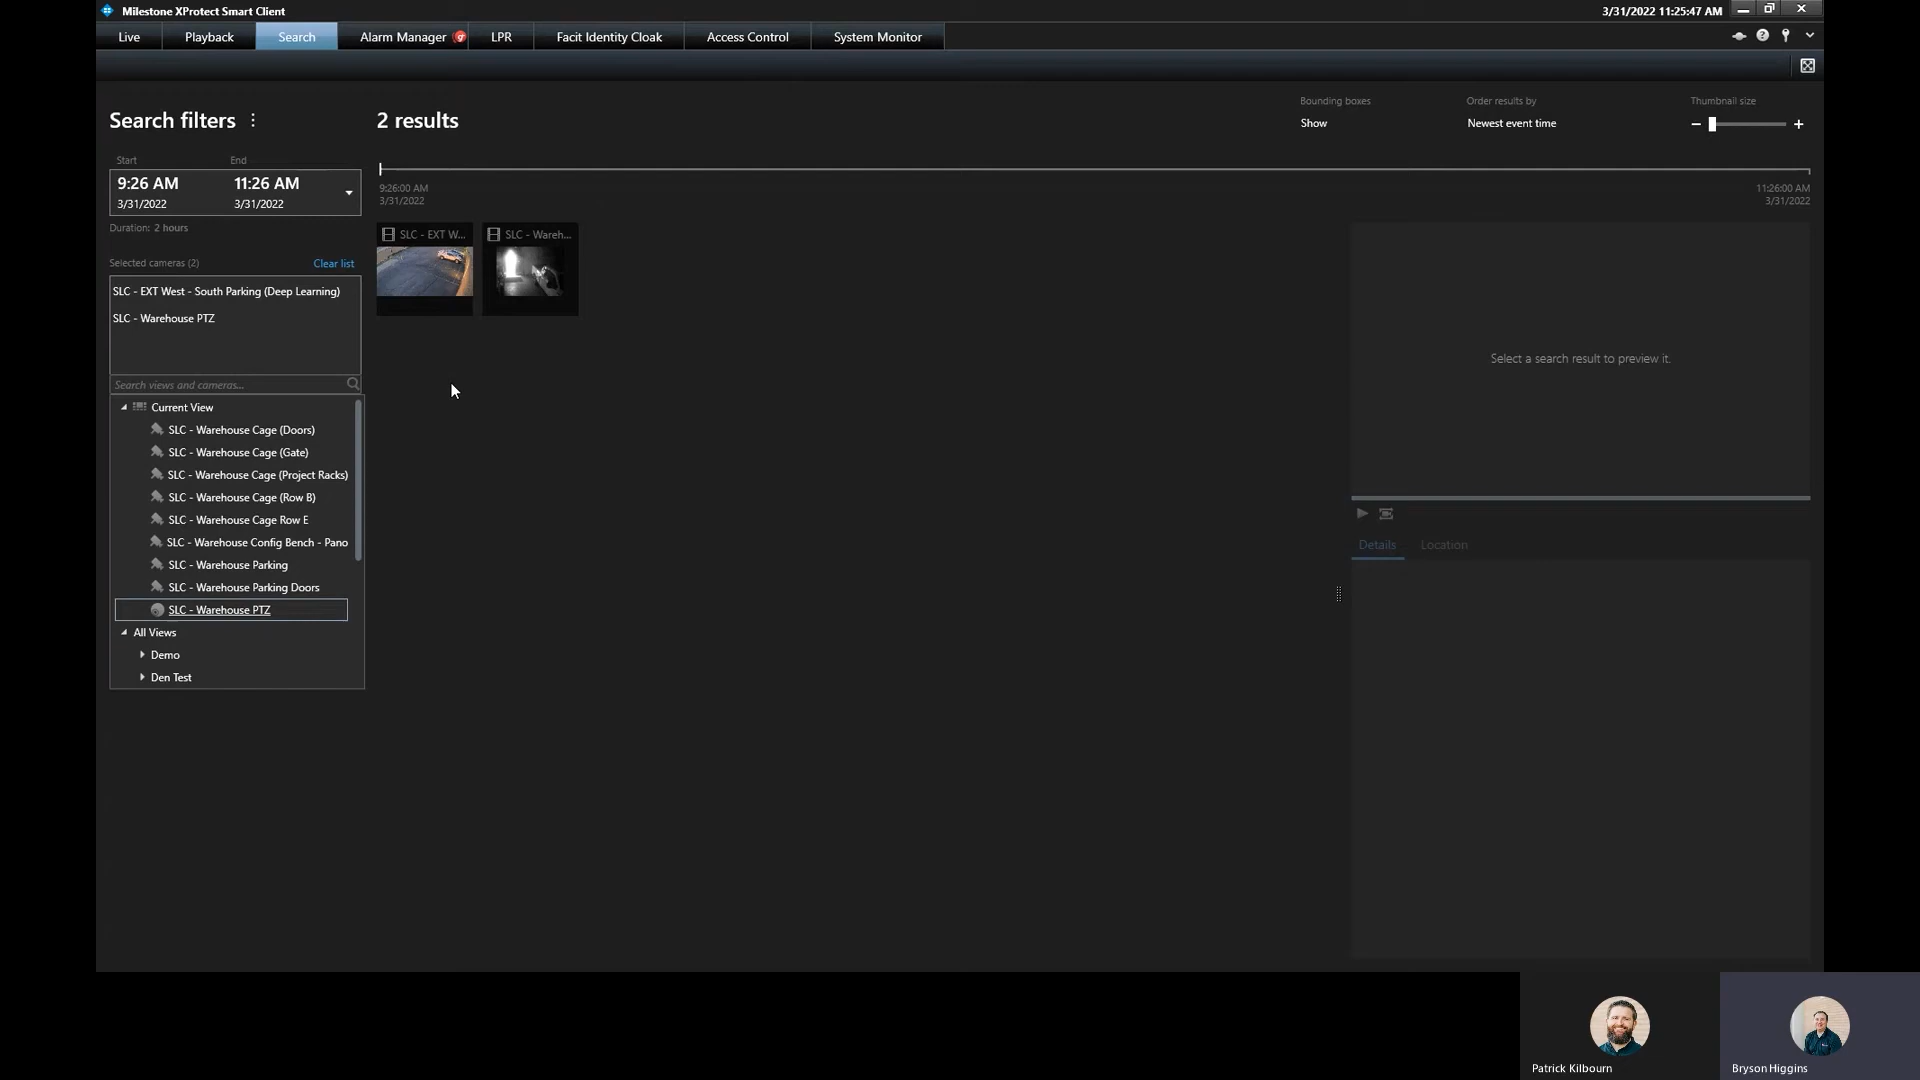 Milestone XProtect Smart Client
3/31/2022 11:25:47 AM
Live
Playback
Search
Alarm Manager
LPR
Facit Identity Cloak
Access Control
System Monitor
Search filters
2 results
Bounding boxes
Show
Order results by
Newest event time
Thumbnail size
Start
End
9:26 AM
11:26 AM
3/31/2022
3/31/2022
9:26:00 AM
3/31/2022
11:26:00 AM
3/31/2022
Duration: 2 hours
Selected cameras (2)
Clear list
SLC - EXT West - South Parking (Deep Learning)
SLC - Warehouse PTZ
SLC - EXT W...
SLC - Wareh...
Search views and cameras...
Current View
SLC - Warehouse Cage (Doors)
SLC - Warehouse Cage (Gate)
SLC - Warehouse Cage (Project Racks)
SLC - Warehouse Cage (Row B)
SLC - Warehouse Cage Row E
SLC - Warehouse Config Bench - Pano
SLC - Warehouse Parking
SLC - Warehouse Parking Doors
SLC - Warehouse PTZ
All Views
Demo
Den Test
Select a search result to preview it.
Details
Location
Patrick Kilbourn
Bryson Higgins